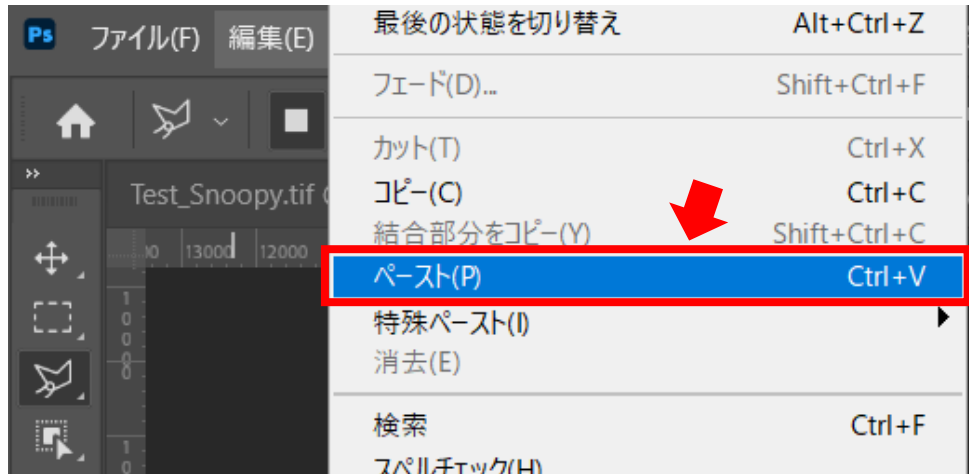 Ps ファイル(F) 編集(E)
Test_Snoopy.tif
13000 12000
最後の状態を切り替え Alt+Ctrl+Z
フェード(D)... Shift+Ctrl+F
カット(T) Ctrl+X
コピー(C) Ctrl+C
結合部分をコピー(Y) Shift+Ctrl+C
ペースト(P) Ctrl+V
特殊ペースト(I)
消去(E)
検索 Ctrl+F
スペルチェック(H)